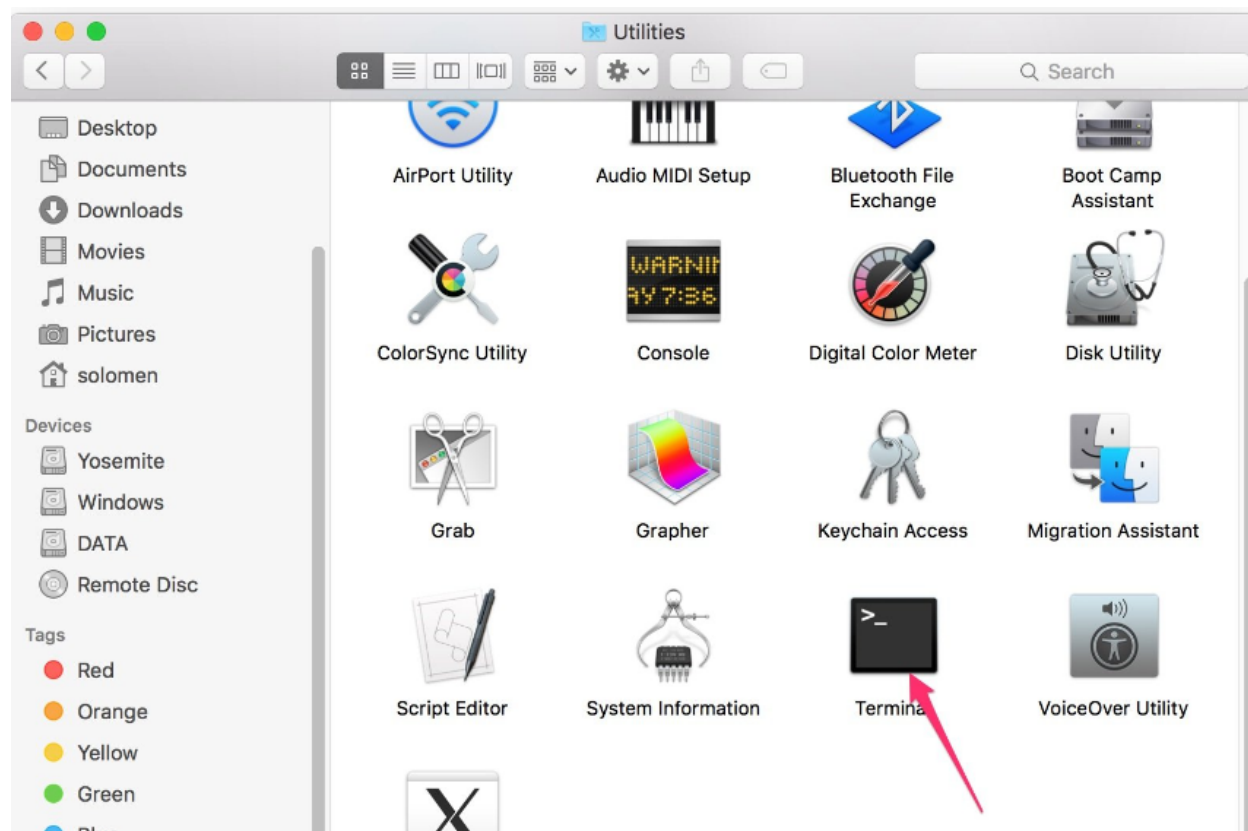 Utilities
Search
Desktop
Documents
Downloads
Movies
Music
Pictures
solomen
Devices
Yosemite
Windows
DATA
Remote Disc
Tags
Red
Orange
Yellow
Green
AirPort Utility
Audio MIDI Setup
Bluetooth File
Exchange
Boot Camp
Assistant
WARNIN
AY 7:36
ColorSync Utility
Console
Digital Color Meter
Disk Utility
Grab
Grapher
Keychain Access
Migration Assistant
>_
Script Editor
System Information
Terminal
VoiceOver Utility
X